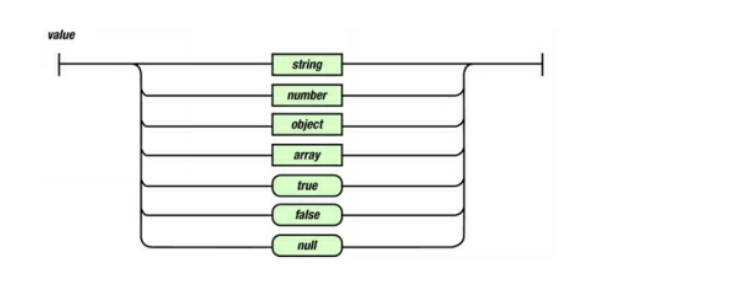 value
string
number
object
array
true
false
null